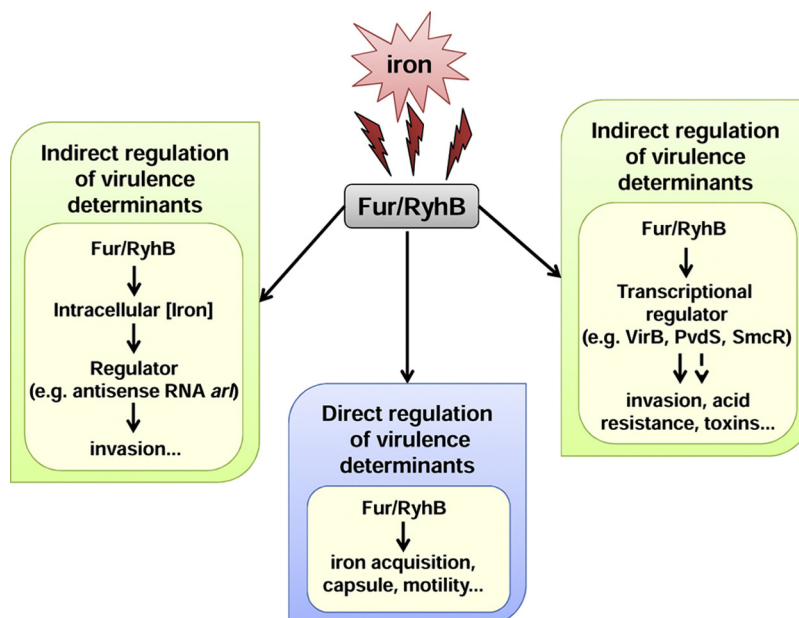 iron
Fur/RyhB
Indirect regulation
of virulence
determinants
Fur/RyhB
Intracellular [Iron]
Regulator
(e.g. antisense RNA arl)
invasion...
Direct regulation
of virulence
determinants
Fur/RyhB
iron acquisition,
capsule, motility...
Indirect regulation
of virulence
determinants
Fur/RyhB
Transcriptional
regulator
(e.g. VirB, PvdS, SmcR)
invasion, acid
resistance, toxins...